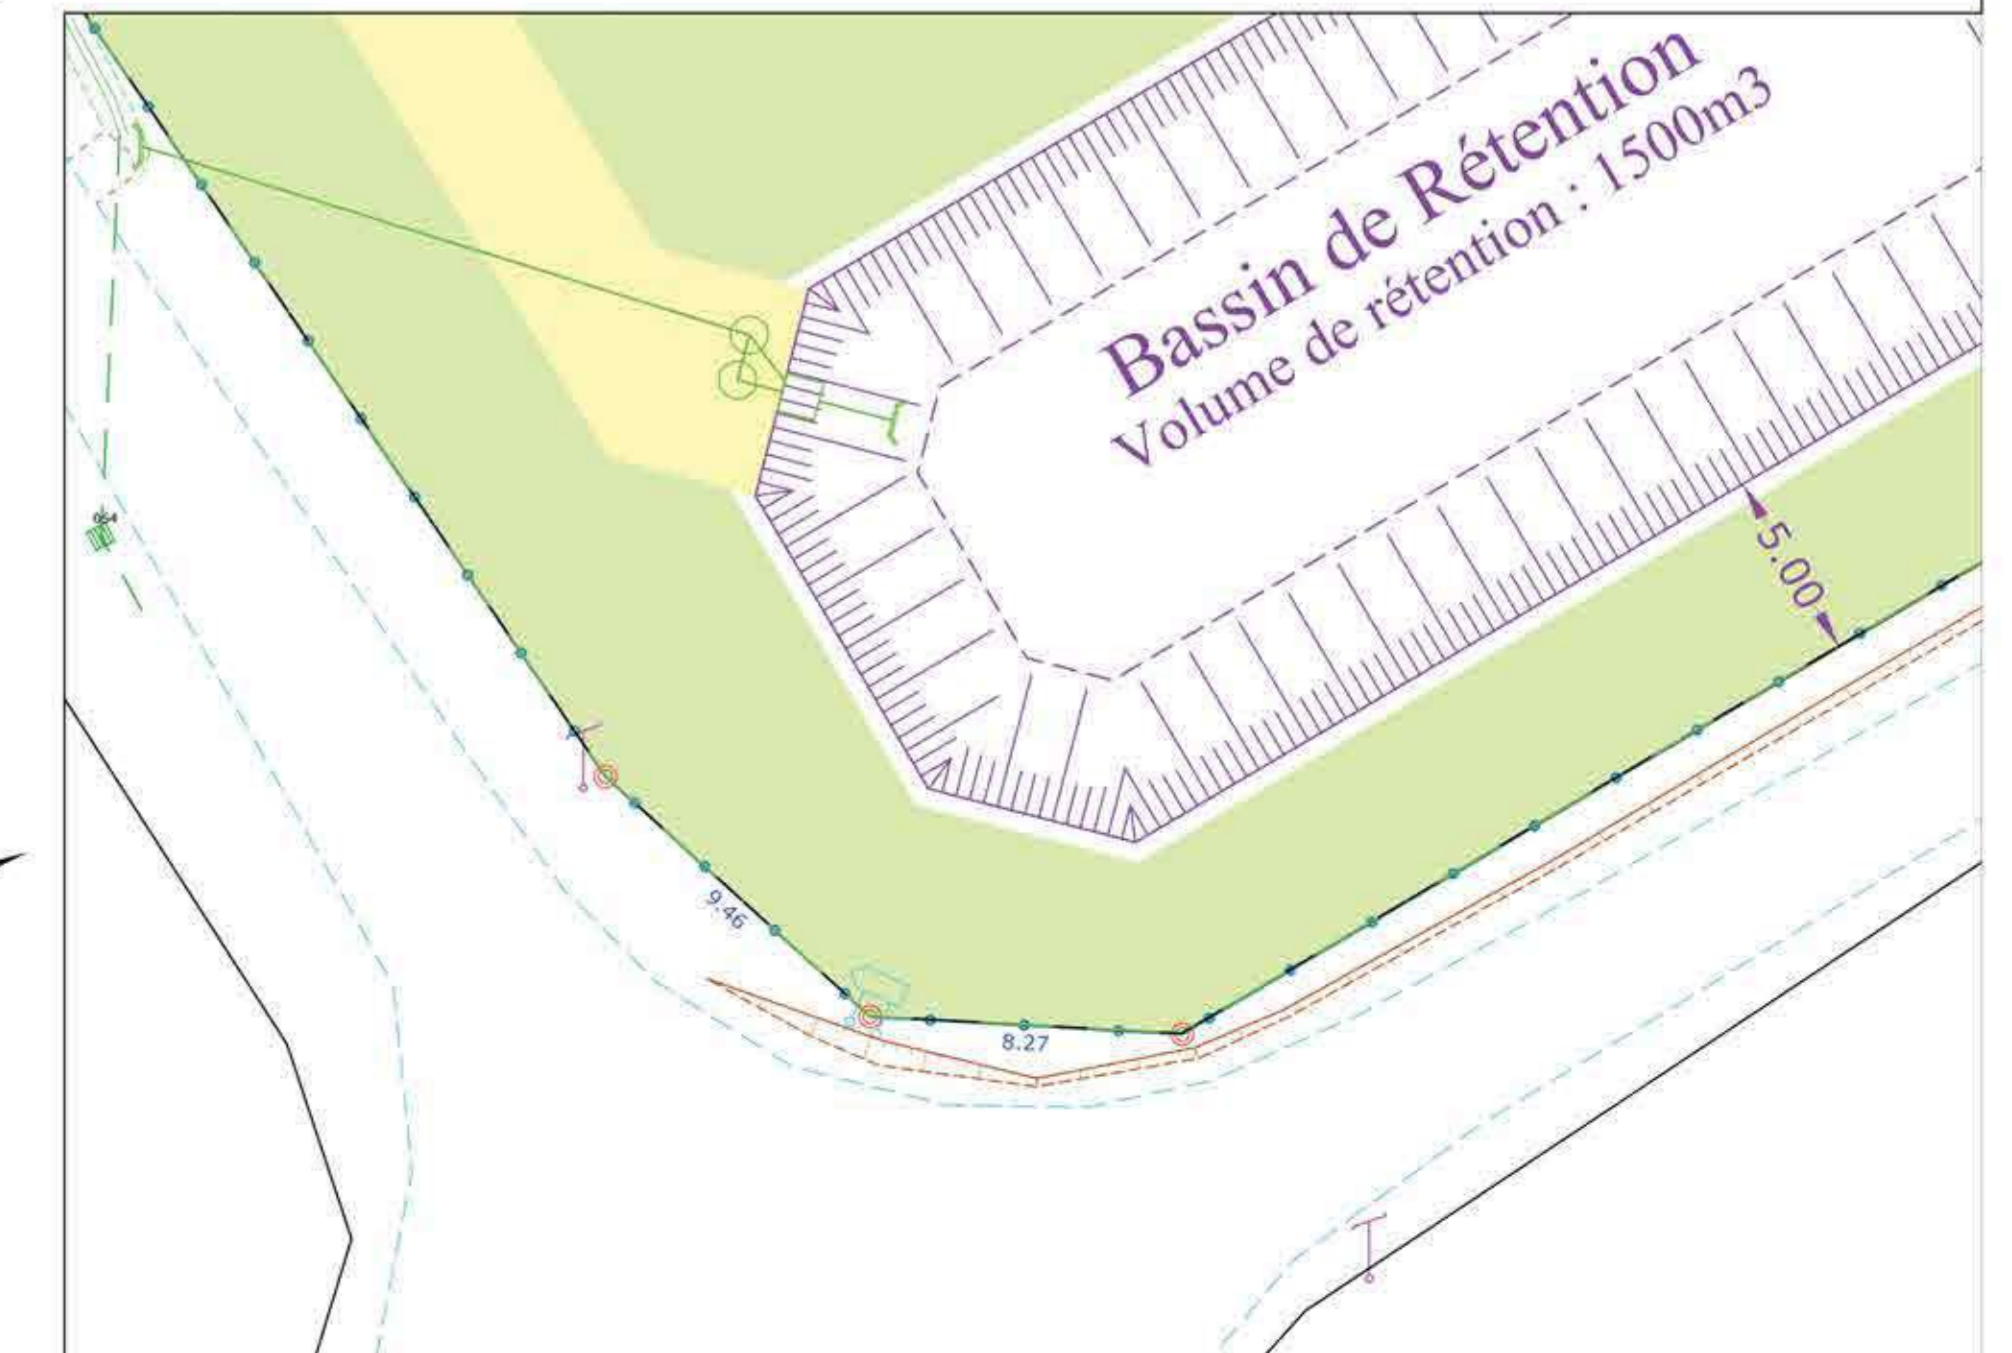 Bassin de Rétention
Volume de rétention : 1500m3
5.00
9.46
8.27